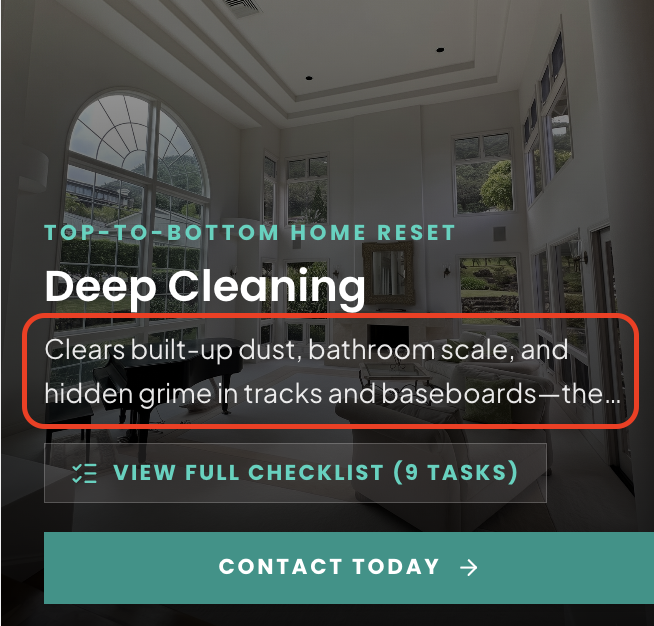 TOP-TO-BOTTOM HOME RESET
Deep Cleaning
Clears built-up dust, bathroom scale, and
hidden grime in tracks and baseboards—the...
VIEW FULL CHECKLIST (9 TASKS)
CONTACT TODAY →